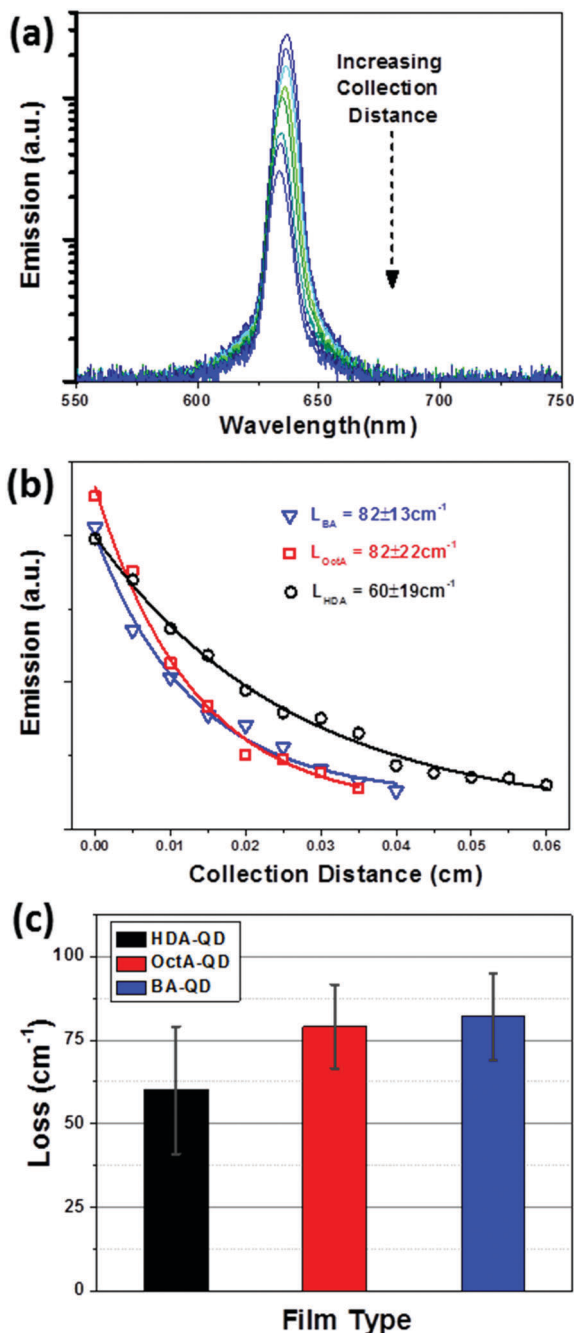 (a)
Increasing
Collection
Distance
Emission (a.u.)
550 600 650 700 750
Wavelength(nm)
(b)
L_BA = 82±13cm⁻¹
L_OctA = 82±22cm⁻¹
L_HDA = 60±19cm⁻¹
Emission (a.u.)
0.00 0.01 0.02 0.03 0.04 0.05 0.06
Collection Distance (cm)
(c)
HDA-QD
OctA-QD
BA-QD
100
75
50
25
0
Loss (cm⁻¹)
Film Type